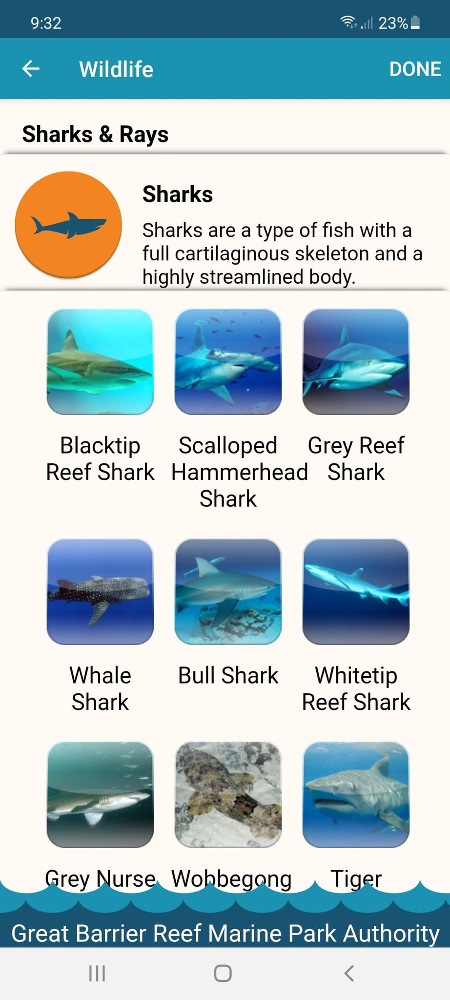 9:32
23%
Wildlife
DONE
Sharks & Rays
Sharks
Sharks are a type of fish with a
full cartilaginous skeleton and a
highly streamlined body.
Blacktip
Reef Shark
Scalloped
Hammerhead
Shark
Grey Reef
Shark
Whale
Shark
Bull Shark
Whitetip
Reef Shark
Grey Nurse
Wobbegong
Tiger
Great Barrier Reef Marine Park Authority